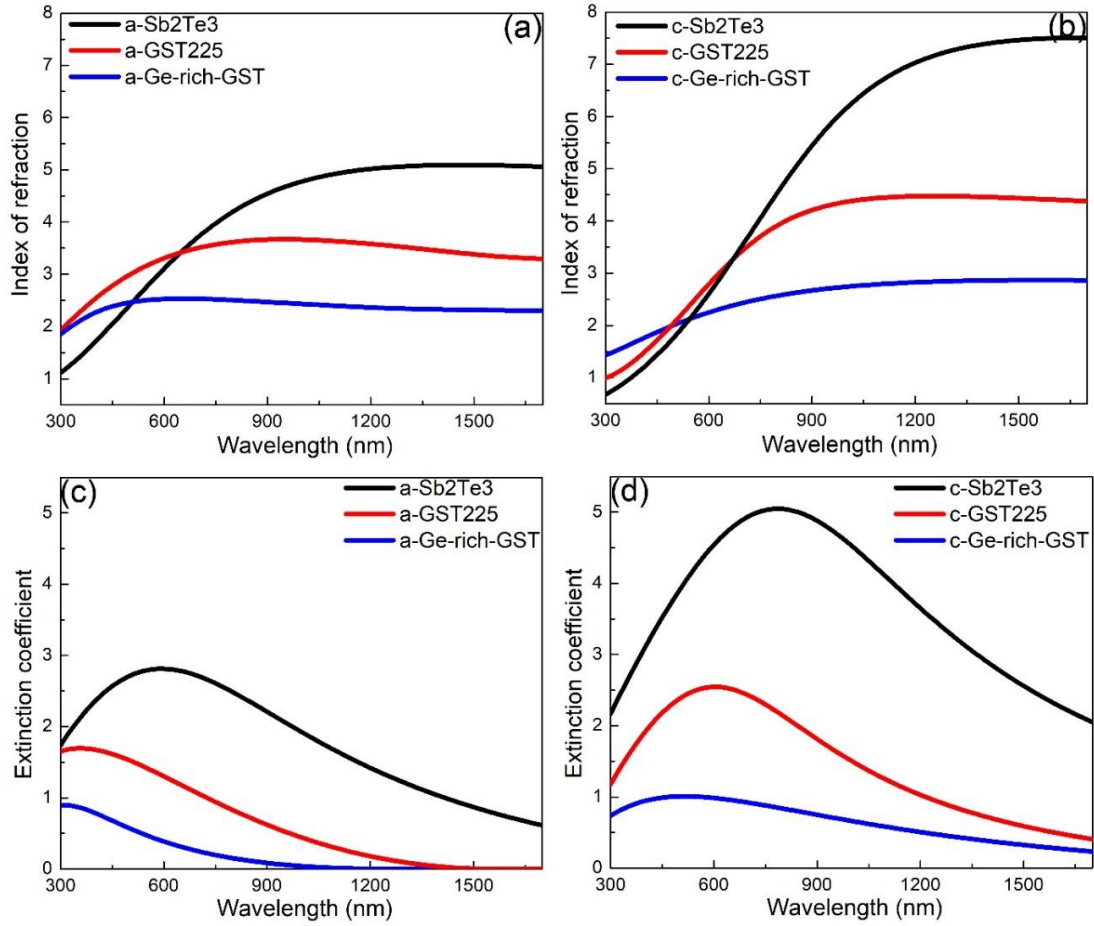 (a)
a-Sb2Te3
a-GST225
a-Ge-rich-GST
Index of refraction
8
7
6
5
4
3
2
1
300 600 900 1200 1500
Wavelength (nm)
(b)
c-Sb2Te3
c-GST225
c-Ge-rich-GST
Index of refraction
8
7
6
5
4
3
2
1
300 600 900 1200 1500
Wavelength (nm)
(c)
a-Sb2Te3
a-GST225
a-Ge-rich-GST
Extinction coefficient
5
4
3
2
1
0
300 600 900 1200 1500
Wavelength (nm)
(d)
c-Sb2Te3
c-GST225
c-Ge-rich-GST
Extinction coefficient
5
4
3
2
1
0
300 600 900 1200 1500
Wavelength (nm)